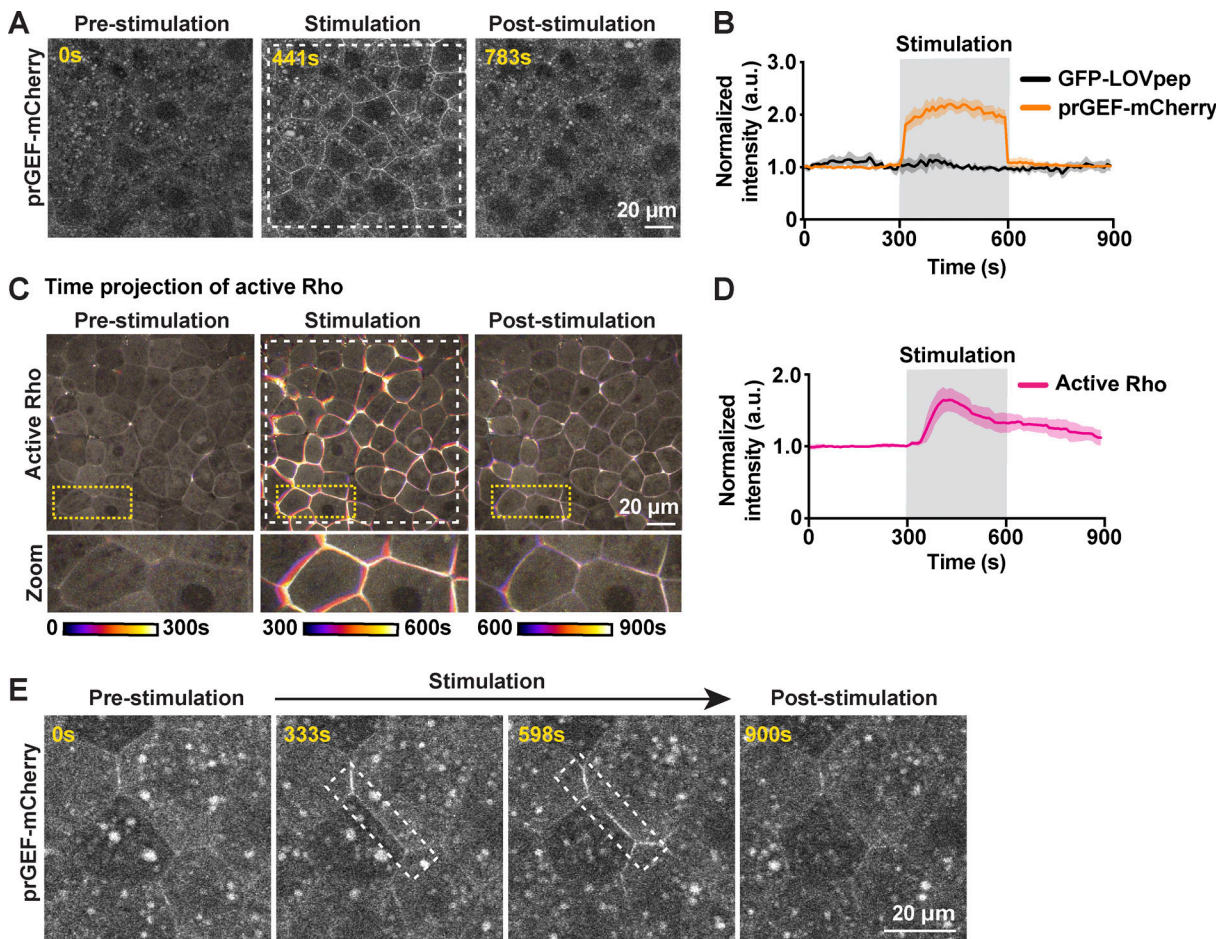 A
Pre-stimulation
Stimulation
Post-stimulation
prGEF-mCherry
0s
441s
783s
20 µm
B
Stimulation
Normalized
intensity (a.u.)
3.0
2.0
1.0
0
0
300
600
900
Time (s)
GFP-LOVpep
prGEF-mCherry
C Time projection of active Rho
Pre-stimulation
Stimulation
Post-stimulation
Active Rho
20 µm
Zoom
0 300s
300 600s
600 900s
D
Stimulation
Normalized
intensity (a.u.)
2.0
1.0
0
0
300
600
900
Time (s)
Active Rho
E
Pre-stimulation
Stimulation
Post-stimulation
prGEF-mCherry
0s
333s
598s
900s
20 µm